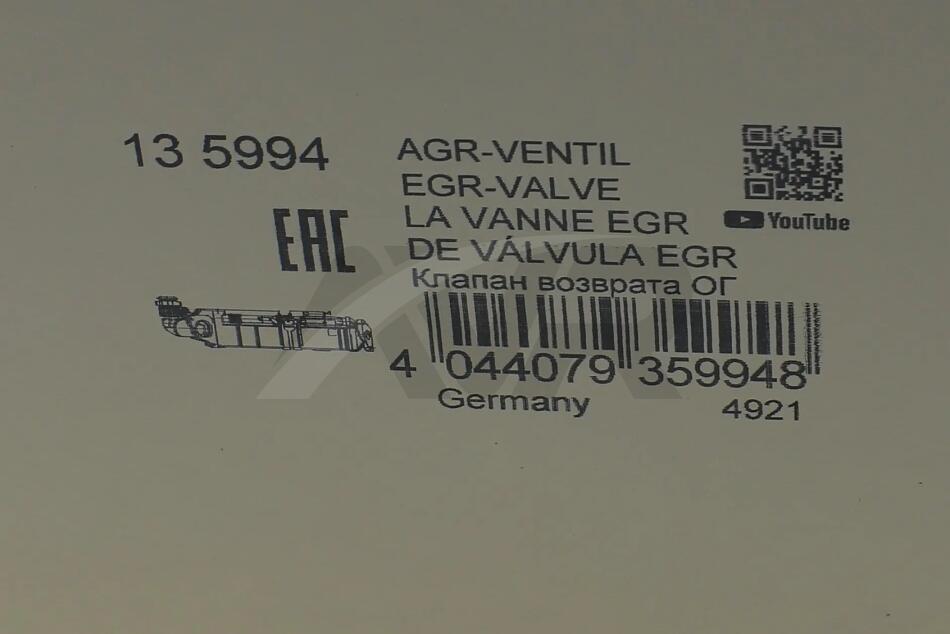 13 5994
AGR-VENTIL
EGR-VALVE
LA VANNE EGR
DE VÁLVULA EGR
Клапан возврата ОГ
EAC
YouTube
4 044079 359948
Germany 4921